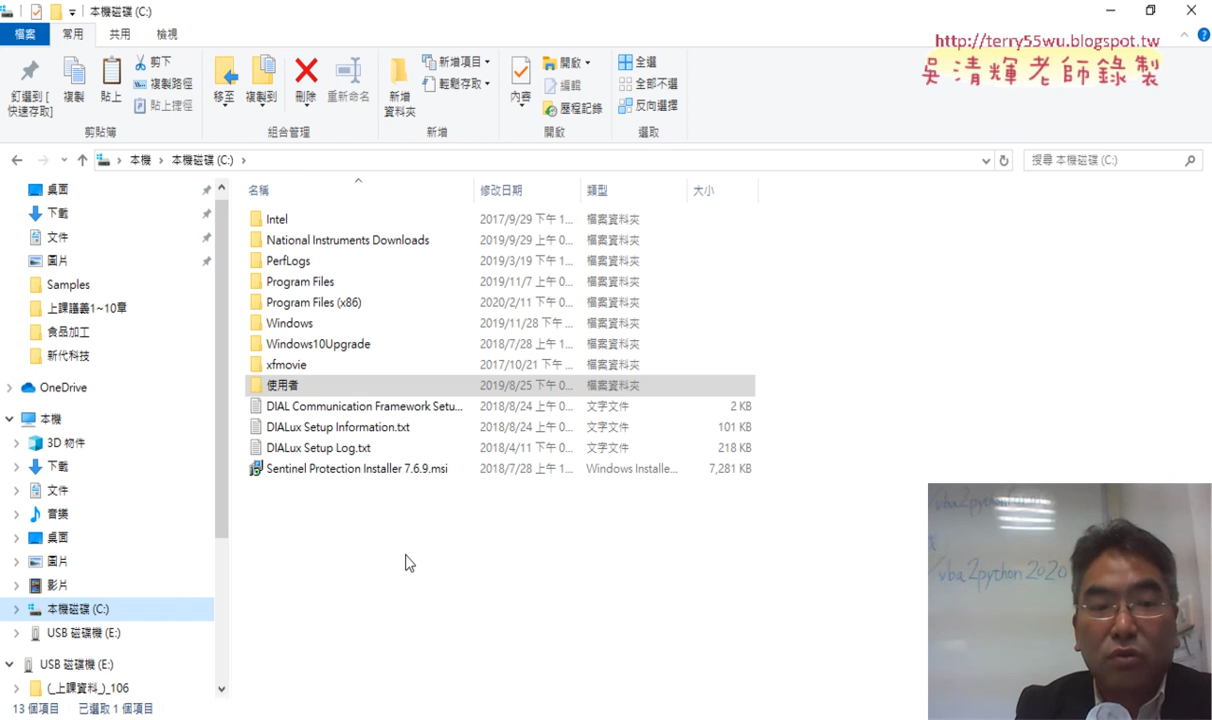 本機磁碟 (C:)
檔案
常用
共用
檢視
http://terry55wu.blogspot.tw
吳清輝老師錄製
釘選到 [
快速存取]
複製
貼上
剪下
複製路徑
貼上捷徑
剪貼簿
移至
複製到
刪除
重新命名
組合管理
新增
資料夾
新增項目
輕鬆存取
新增
內容
開啟
編輯
歷程記錄
開啟
全選
全部不選
反向選擇
選取
本機
本機磁碟 (C:)
搜尋 本機磁碟 (C:)
名稱
修改日期
類型
大小
Intel
2017/9/29 下午 1...
檔案資料夾
National Instruments Downloads
2019/9/29 上午 0...
檔案資料夾
PerfLogs
2019/3/19 下午 1...
檔案資料夾
Program Files
2019/11/7 上午 0...
檔案資料夾
Program Files (x86)
2020/2/11 下午 0...
檔案資料夾
Windows
2019/11/28 下午 ...
檔案資料夾
Windows10Upgrade
2018/7/28 上午 1...
檔案資料夾
xfmovie
2017/10/21 下午 ...
檔案資料夾
使用者
2019/8/25 下午 0...
檔案資料夾
DIAL Communication Framework Setu...
2018/8/24 上午 0...
文字文件
2 KB
DIALux Setup Information.txt
2018/8/24 上午 0...
文字文件
101 KB
DIALux Setup Log.txt
2018/4/11 下午 0...
文字文件
218 KB
Sentinel Protection Installer 7.6.9.msi
2018/7/28 上午 1...
Windows Installe...
7,281 KB
桌面
下載
文件
圖片
Samples
上課講義1~10章
食品加工
新代科技
OneDrive
本機
3D 物件
下載
文件
音樂
桌面
圖片
影片
本機磁碟 (C:)
USB 磁碟機 (E:)
USB 磁碟機 (E:)
(_上課資料_)_106
13 個項目
已選取 1 個項目
vba2python2020